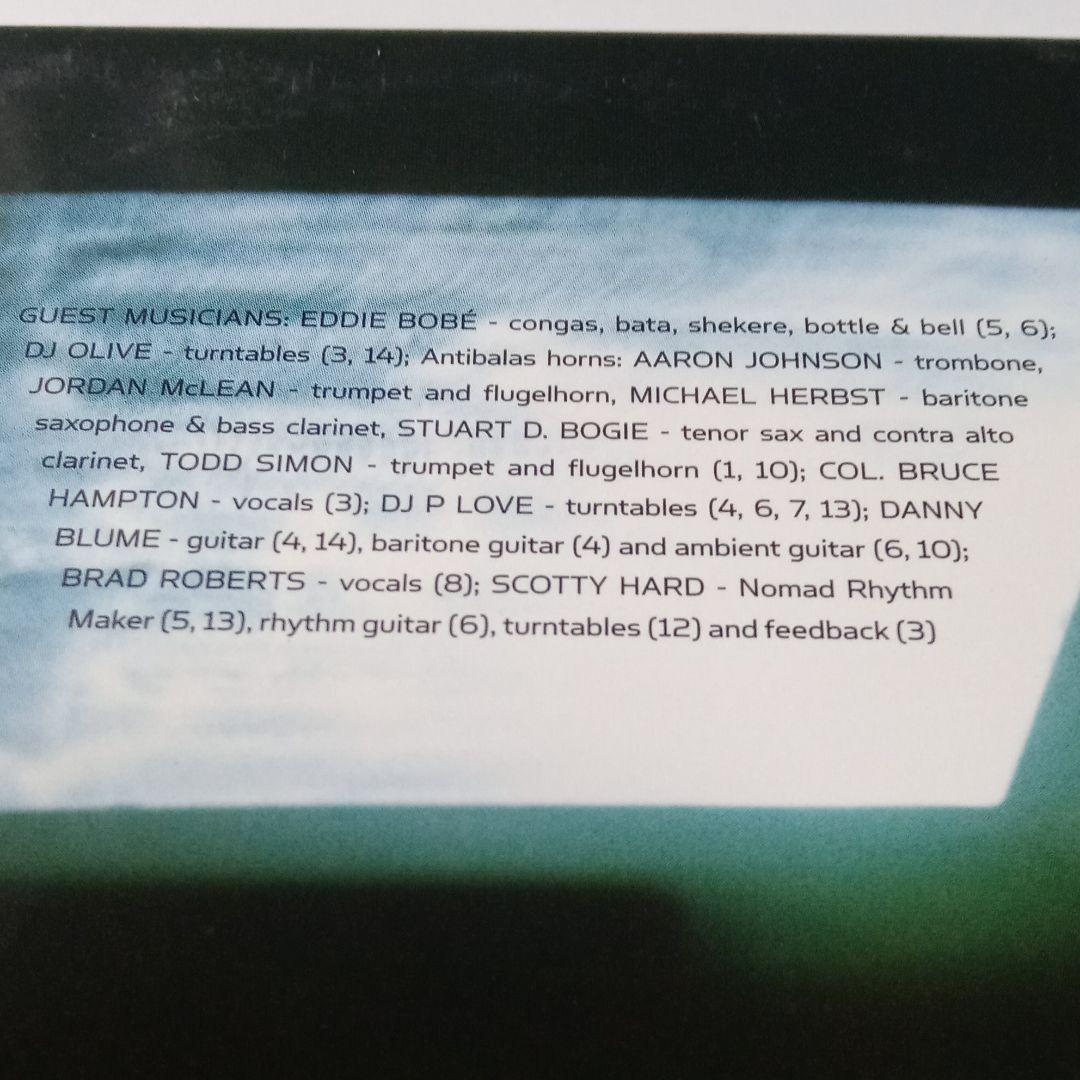 GUEST MUSICIANS: EDDIE BOBÉ - congas, bata, shekere, bottle & bell (5, 6);
DJ OLIVE - turntables (3, 14); Antibalas horns: AARON JOHNSON - trombone,
JORDAN McLEAN - trumpet and flugelhorn, MICHAEL HERBST - baritone
saxophone & bass clarinet, STUART D. BOGIE - tenor sax and contra alto
clarinet, TODD SIMON - trumpet and flugelhorn (1, 10); COL. BRUCE
HAMPTON - vocals (3); DJ P LOVE - turntables (4, 6, 7, 13); DANNY
BLUME - guitar (4, 14), baritone guitar (4) and ambient guitar (6, 10);
BRAD ROBERTS - vocals (8); SCOTTY HARD - Nomad Rhythm
Maker (5, 13), rhythm guitar (6), turntables (12) and feedback (3)